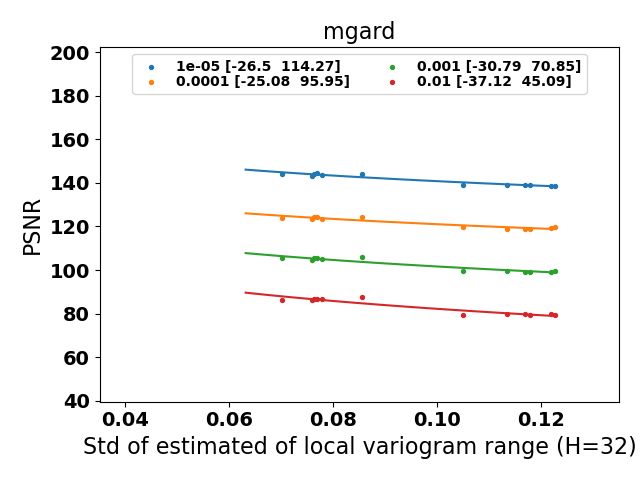 mgard
1e-05 [-26.5  114.27]
0.0001 [-25.08  95.95]
0.001 [-30.79  70.85]
0.01 [-37.12  45.09]
PSNR
200
180
160
140
120
100
80
60
40
0.04 0.06 0.08 0.10 0.12
Std of estimated of local variogram range (H=32)